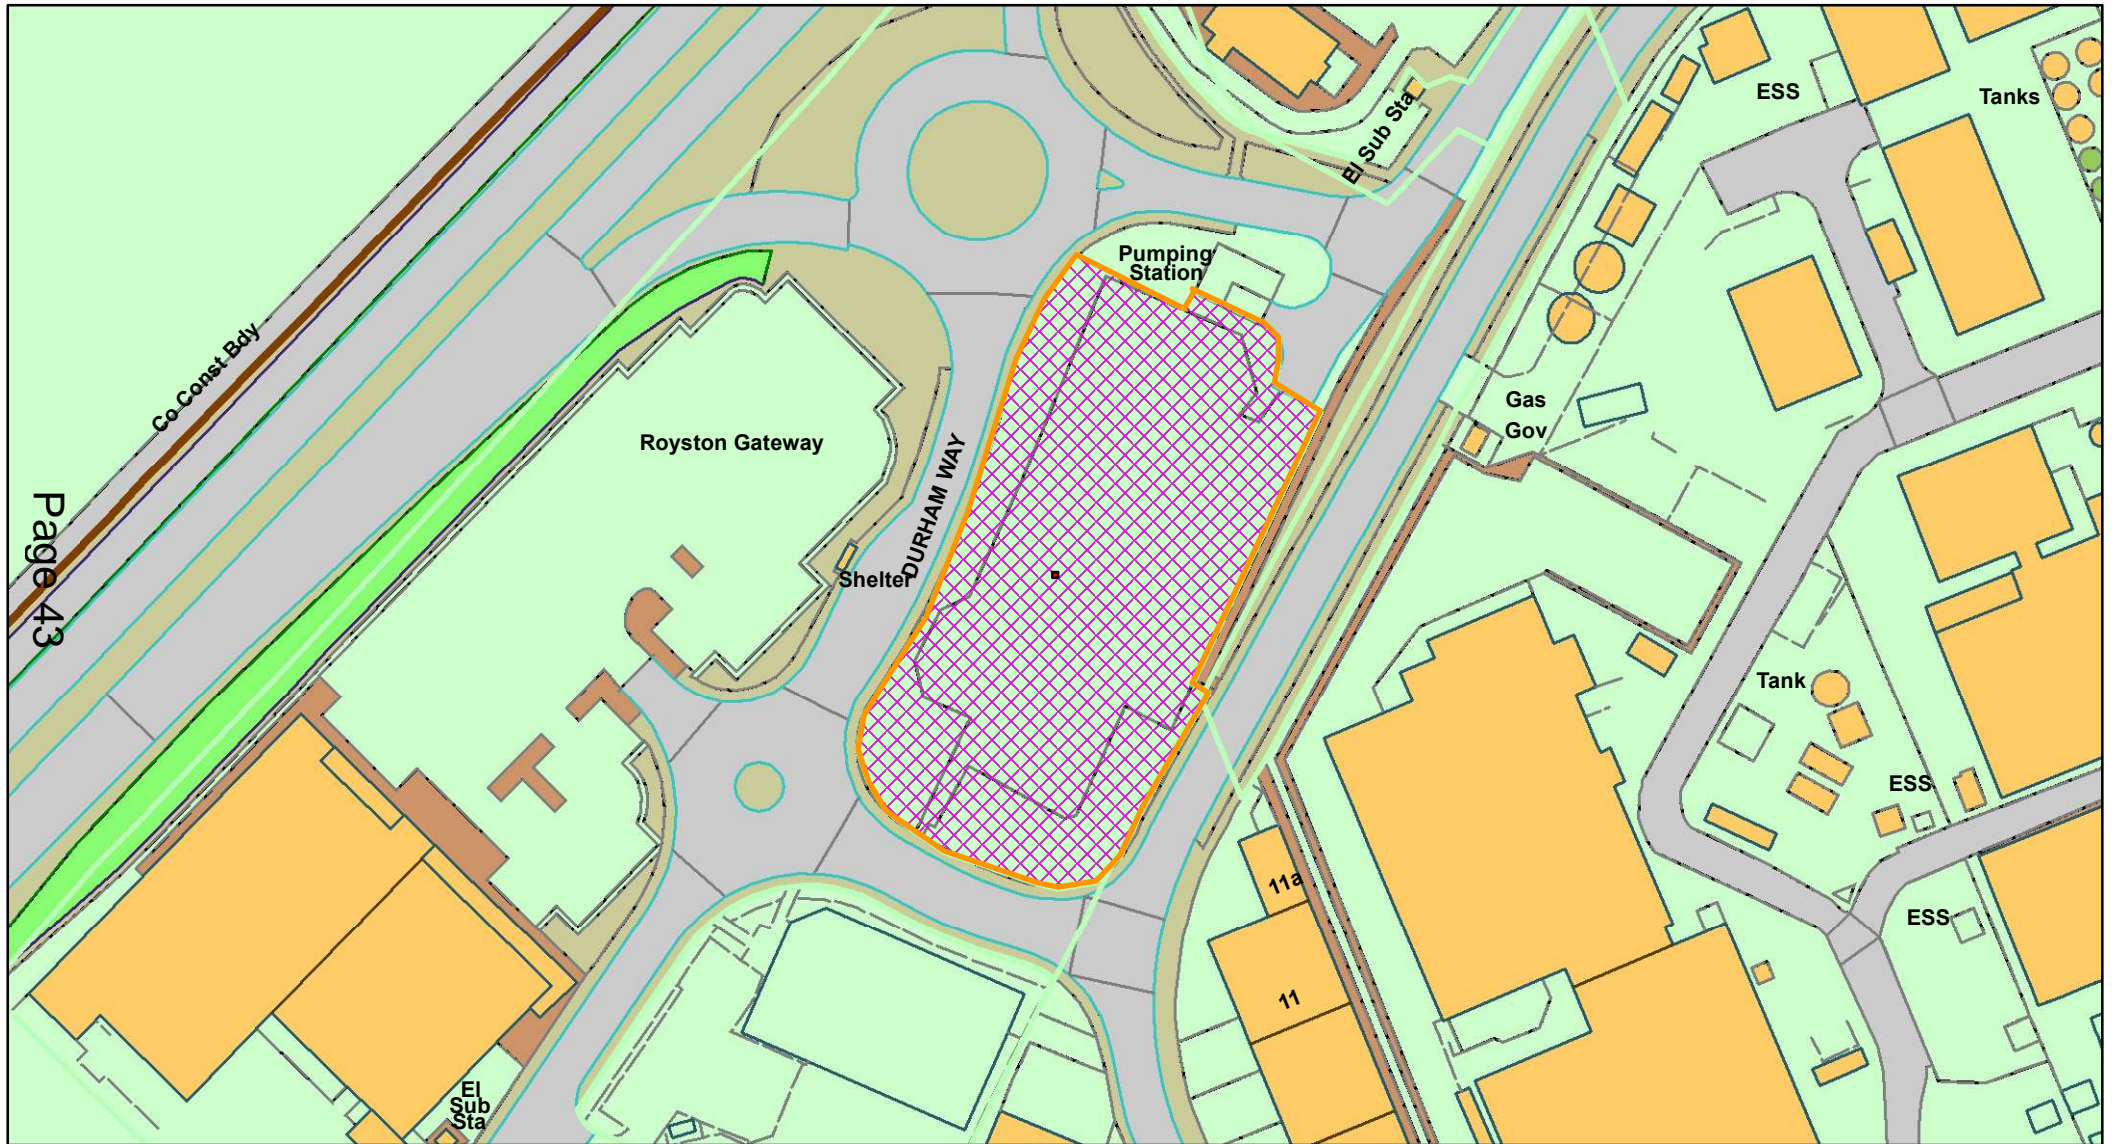 ESS
Tanks
El Sub Sta
Pumping
Station
Co Const Bdy
Gas
Gov
Royston Gateway
DURHAM WAY
Page 43
Shelter
Tank
ESS
11a
ESS
11
El
Sub
Sta